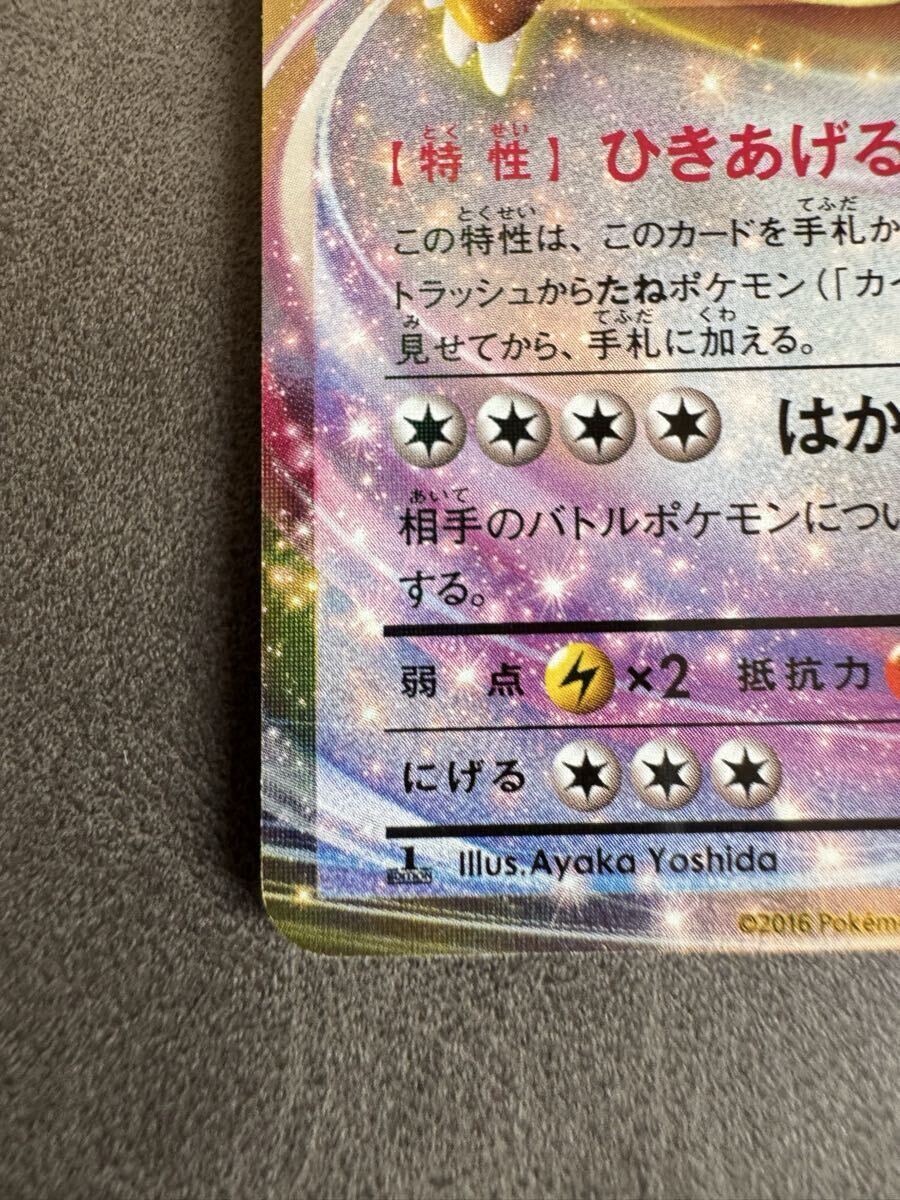 【特性】 ひきあげる
この特性は、このカードを手札か
トラッシュからたねポケモン(「カイ
見せてから、手札に加える。
はか
相手のバトルポケモンについ
する。
弱 点 ×2 抵抗力
にげる
1 EDITION Illus.Ayaka Yoshida
©2016 Pokém